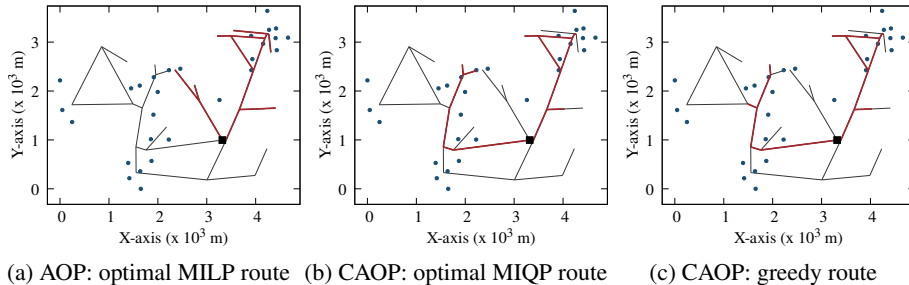 3
2
1
0
Y-axis (x 10³ m)
0 1 2 3 4
X-axis (x 10³ m)
3
2
1
0
Y-axis (x 10³ m)
0 1 2 3 4
X-axis (x 10³ m)
3
2
1
0
Y-axis (x 10³ m)
0 1 2 3 4
X-axis (x 10³ m)
(a) AOP: optimal MILP route (b) CAOP: optimal MIQP route (c) CAOP: greedy route